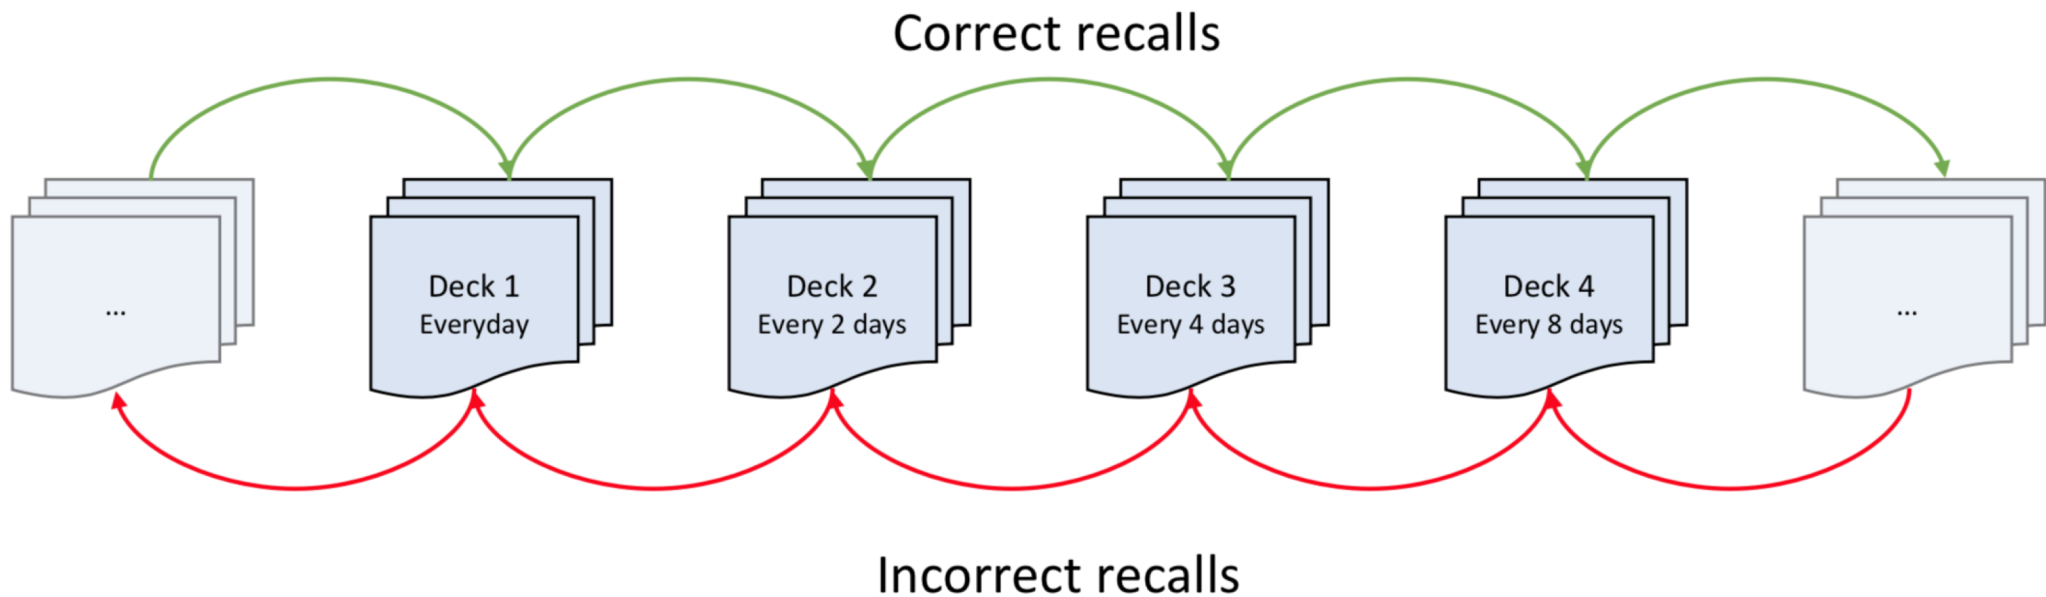 Correct recalls
...
Deck 1
Everyday
Deck 2
Every 2 days
Deck 3
Every 4 days
Deck 4
Every 8 days
...
Incorrect recalls